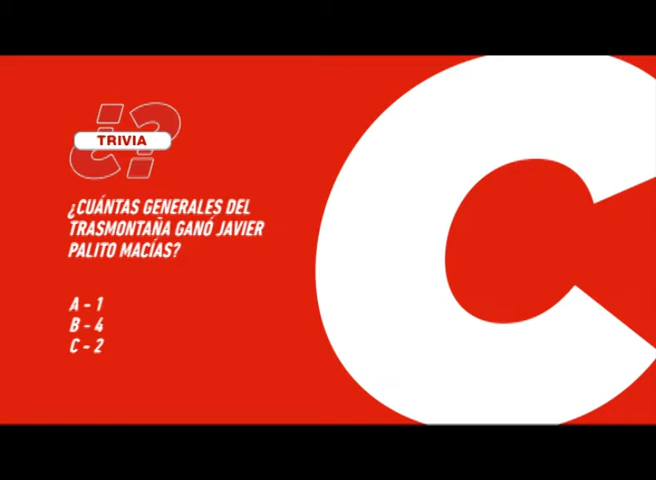 ¿?
TRIVIA
¿CUÁNTAS GENERALES DEL
TRASMONTAÑA GANÓ JAVIER
PALITO MACÍAS?
A - 1
B - 4
C - 2
C